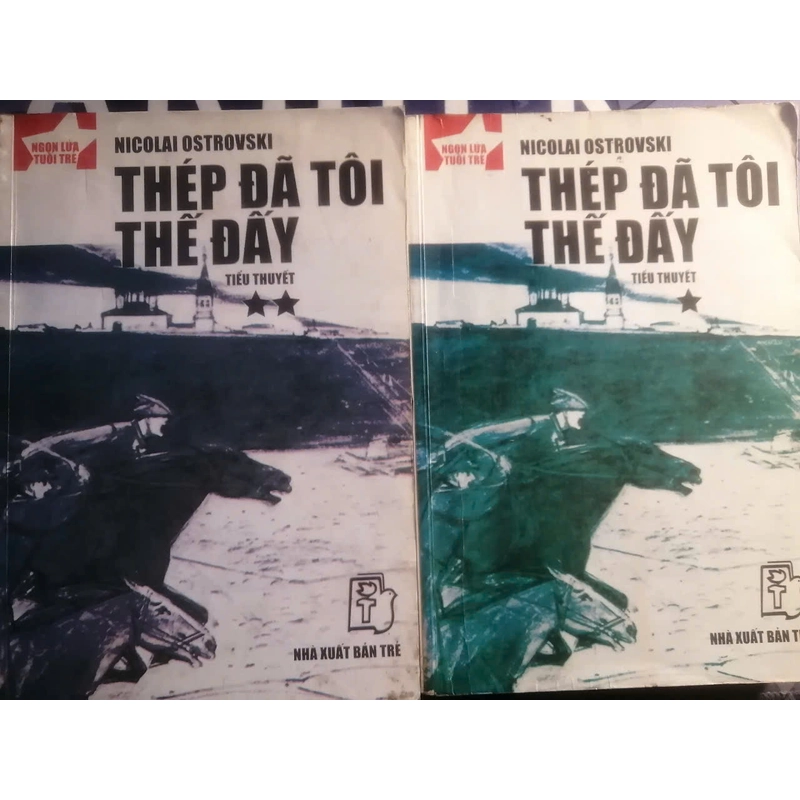 NGỌN LỬA
TUỔI TRẺ
NICOLAI OSTROVSKI
THÉP ĐÃ TÔI
THẾ ĐẤY
TIỂU THUYẾT
T
NHÀ XUẤT BẢN TRẺ
NGỌN LỬA
TUỔI TRẺ
NICOLAI OSTROVSKI
THÉP ĐÃ TÔI
THẾ ĐẤY
TIỂU THUYẾT
T
NHÀ XUẤT BẢN T